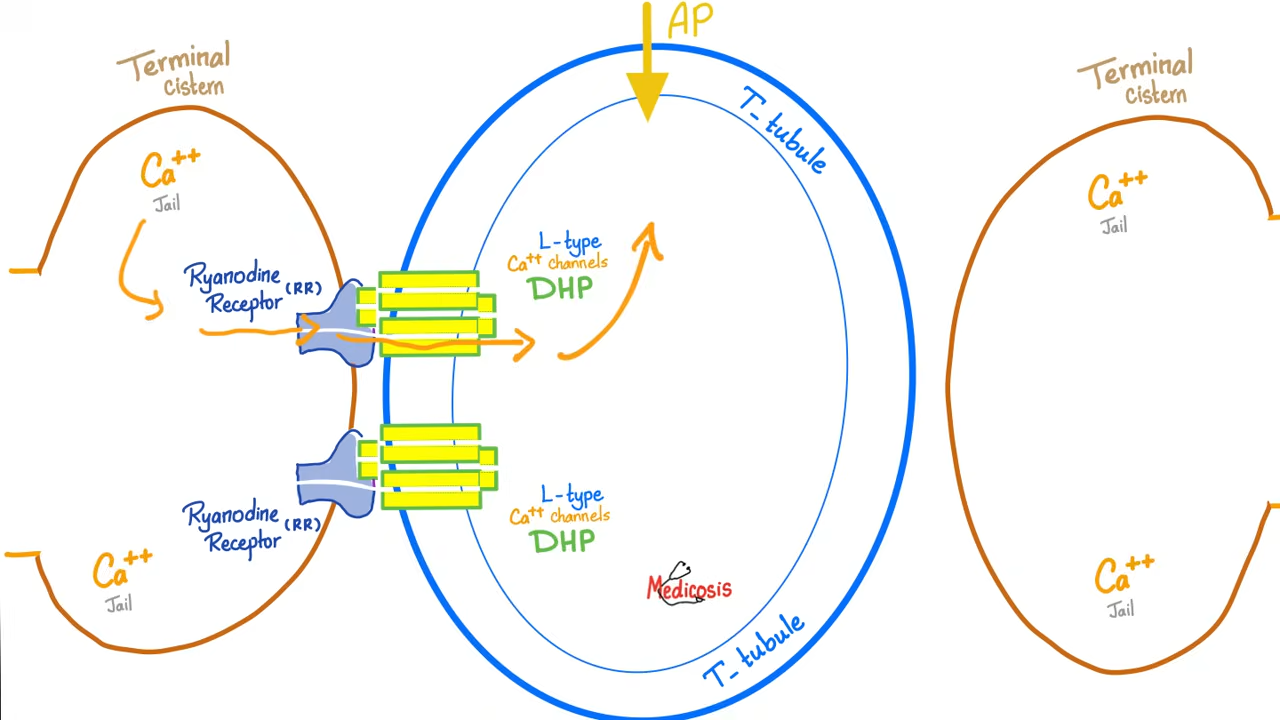 AP
Terminal
cistern
Ca++
Jail
Ryanodine
Receptor (RR)
Ryanodine
Receptor (RR)
Ca++
Jail
T-tubule
L-type
Ca++ channels
DHP
L-type
Ca++ channels
DHP
Medicosis
T-tubule
Terminal
cistern
Ca++
Jail
Ca++
Jail